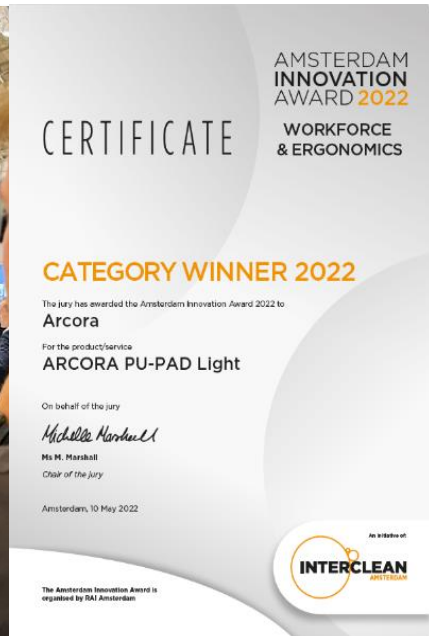 AMSTERDAM
INNOVATION
AWARD 2022
CERTIFICATE
WORKFORCE
& ERGONOMICS
CATEGORY WINNER 2022
The jury has awarded the Amsterdam Innovation Award 2022 to
Arcora
For the product/service
ARCORA PU-PAD Light
On behalf of the jury
Michelle Marshall
Ms M. Marshall
Chair of the jury
Amsterdam, 10 May 2022
An initiative of:
INTERCLEAN
AMSTERDAM
The Amsterdam Innovation Award is
organised by RAI Amsterdam